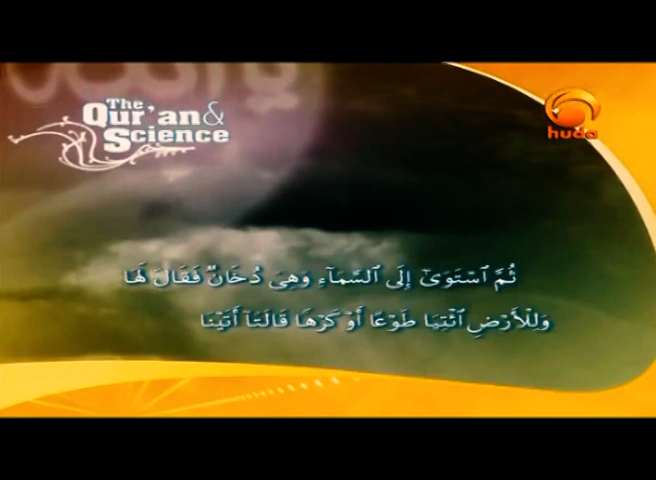 The
Qur'an &
Science
huda
ثُمَّ ٱسْتَوَىٰٓ إِلَى ٱلسَّمَآءِ وَهِىَ دُخَانٌ فَقَالَ لَهَا
وَلِلْأَرْضِ ٱئْتِيَا طَوْعًا أَوْ كَرْهًا قَالَتَآ أَتَيْنَا